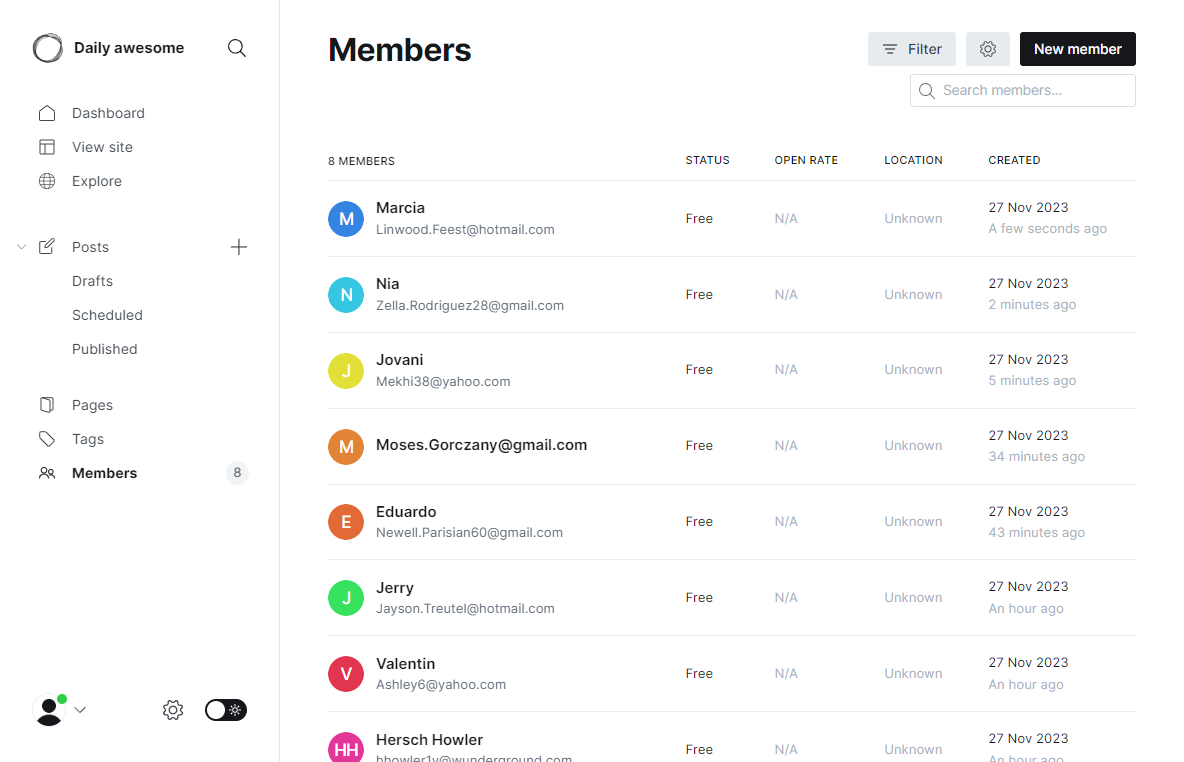 Daily awesome
Dashboard
View site
Explore
Posts
Drafts
Scheduled
Published
Pages
Tags
Members 8
Members
Filter
New member
Search members...
8 MEMBERS STATUS OPEN RATE LOCATION CREATED
M Marcia Free N/A Unknown 27 Nov 2023
Linwood.Feest@hotmail.com A few seconds ago
N Nia Free N/A Unknown 27 Nov 2023
Zella.Rodriguez28@gmail.com 2 minutes ago
J Jovani Free N/A Unknown 27 Nov 2023
Mekhi38@yahoo.com 5 minutes ago
M Moses.Gorczany@gmail.com Free N/A Unknown 27 Nov 2023
34 minutes ago
E Eduardo Free N/A Unknown 27 Nov 2023
Newell.Parisian60@gmail.com 43 minutes ago
J Jerry Free N/A Unknown 27 Nov 2023
Jayson.Treutel@hotmail.com An hour ago
V Valentin Free N/A Unknown 27 Nov 2023
Ashley6@yahoo.com An hour ago
HH Hersch Howler Free N/A Unknown 27 Nov 2023
hhowler1v@wunderground.com An hour ago